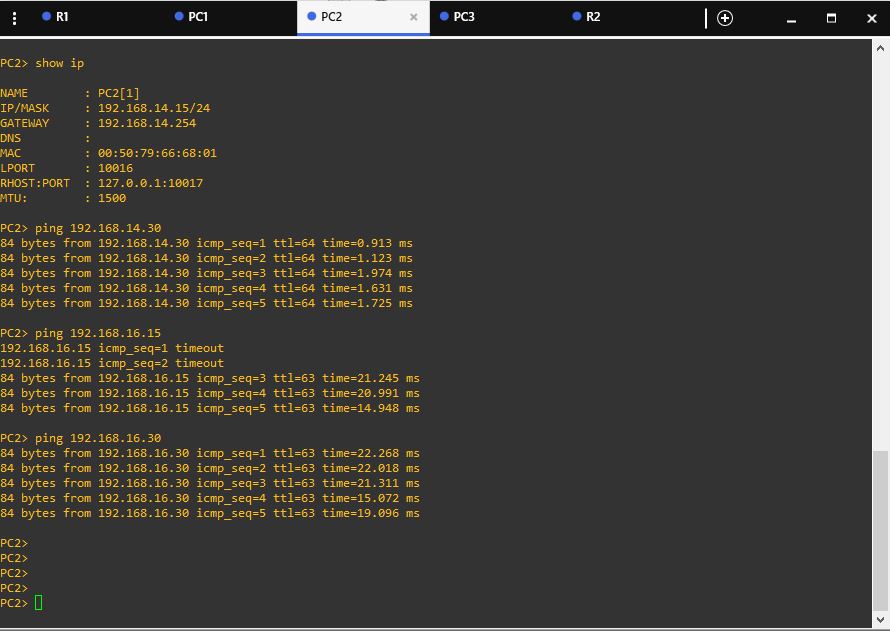 R1
PC1
PC2
PC3
R2
PC2> show ip
NAME        : PC2[1]
IP/MASK     : 192.168.14.15/24
GATEWAY     : 192.168.14.254
DNS         :
MAC         : 00:50:79:66:68:01
LPORT       : 10016
RHOST:PORT  : 127.0.0.1:10017
MTU:        : 1500
PC2> ping 192.168.14.30
84 bytes from 192.168.14.30 icmp_seq=1 ttl=64 time=0.913 ms
84 bytes from 192.168.14.30 icmp_seq=2 ttl=64 time=1.123 ms
84 bytes from 192.168.14.30 icmp_seq=3 ttl=64 time=1.974 ms
84 bytes from 192.168.14.30 icmp_seq=4 ttl=64 time=1.631 ms
84 bytes from 192.168.14.30 icmp_seq=5 ttl=64 time=1.725 ms
PC2> ping 192.168.16.15
192.168.16.15 icmp_seq=1 timeout
192.168.16.15 icmp_seq=2 timeout
84 bytes from 192.168.16.15 icmp_seq=3 ttl=63 time=21.245 ms
84 bytes from 192.168.16.15 icmp_seq=4 ttl=63 time=20.991 ms
84 bytes from 192.168.16.15 icmp_seq=5 ttl=63 time=14.948 ms
PC2> ping 192.168.16.30
84 bytes from 192.168.16.30 icmp_seq=1 ttl=63 time=22.268 ms
84 bytes from 192.168.16.30 icmp_seq=2 ttl=63 time=22.018 ms
84 bytes from 192.168.16.30 icmp_seq=3 ttl=63 time=21.311 ms
84 bytes from 192.168.16.30 icmp_seq=4 ttl=63 time=15.072 ms
84 bytes from 192.168.16.30 icmp_seq=5 ttl=63 time=19.096 ms
PC2>
PC2>
PC2>
PC2>
PC2>